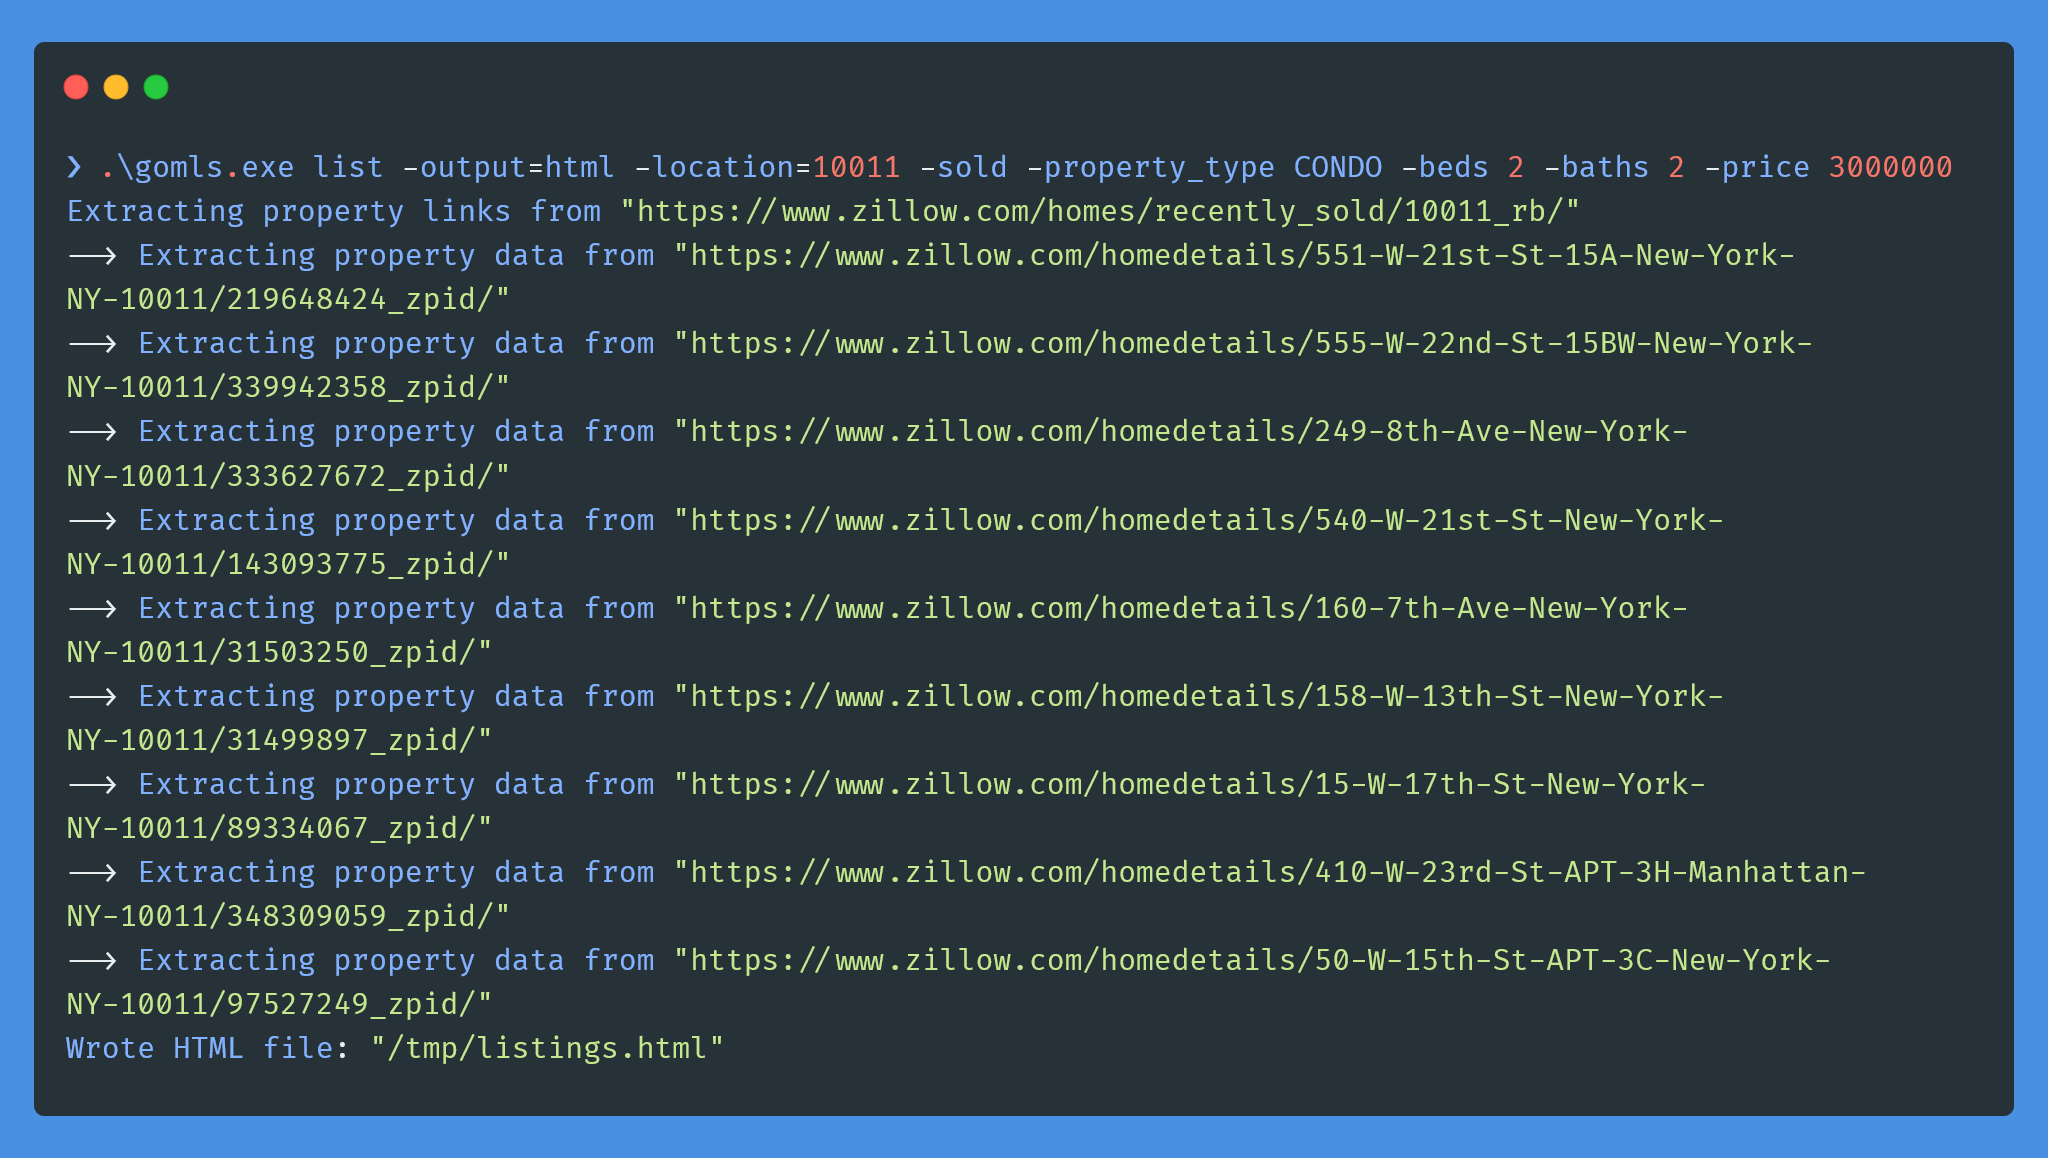 ❯ .\gomls.exe list -output=html -location=10011 -sold -property_type CONDO -beds 2 -baths 2 -price 3000000
Extracting property links from "https://www.zillow.com/homes/recently_sold/10011_rb/"
--> Extracting property data from "https://www.zillow.com/homedetails/551-W-21st-St-15A-New-York-
NY-10011/219648424_zpid/"
--> Extracting property data from "https://www.zillow.com/homedetails/555-W-22nd-St-15BW-New-York-
NY-10011/339942358_zpid/"
--> Extracting property data from "https://www.zillow.com/homedetails/249-8th-Ave-New-York-
NY-10011/333627672_zpid/"
--> Extracting property data from "https://www.zillow.com/homedetails/540-W-21st-St-New-York-
NY-10011/143093775_zpid/"
--> Extracting property data from "https://www.zillow.com/homedetails/160-7th-Ave-New-York-
NY-10011/31503250_zpid/"
--> Extracting property data from "https://www.zillow.com/homedetails/158-W-13th-St-New-York-
NY-10011/31499897_zpid/"
--> Extracting property data from "https://www.zillow.com/homedetails/15-W-17th-St-New-York-
NY-10011/89334067_zpid/"
--> Extracting property data from "https://www.zillow.com/homedetails/410-W-23rd-St-APT-3H-Manhattan-
NY-10011/348309059_zpid/"
--> Extracting property data from "https://www.zillow.com/homedetails/50-W-15th-St-APT-3C-New-York-
NY-10011/97527249_zpid/"
Wrote HTML file: "/tmp/listings.html"